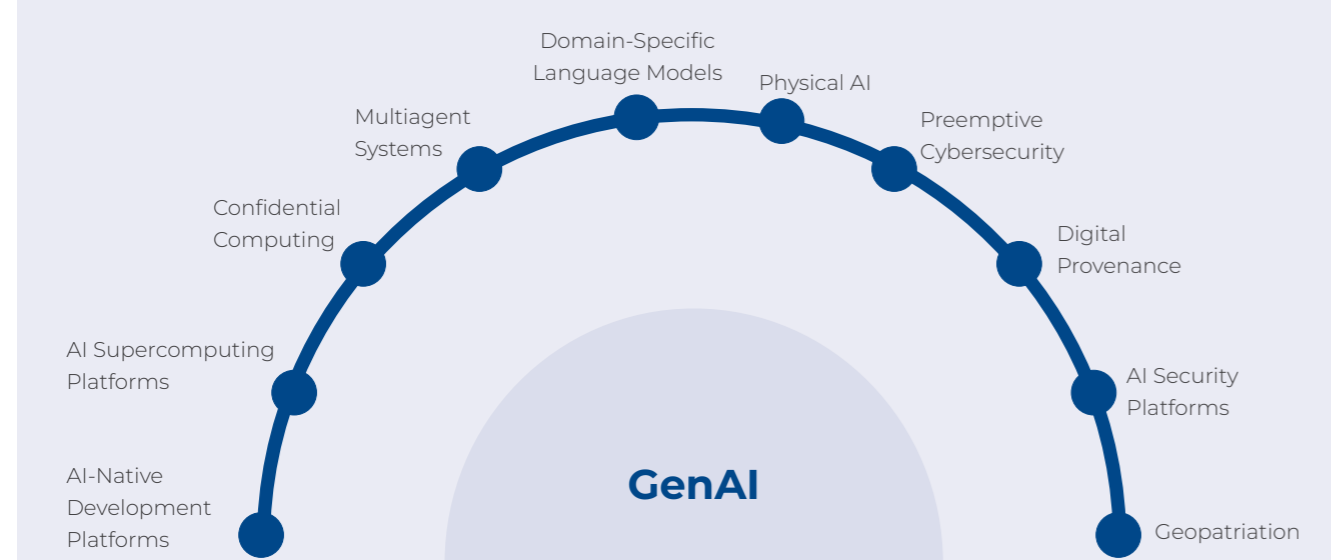 Domain-Specific
Language Models
Physical AI
Multiagent
Systems
Preemptive
Cybersecurity
Confidential
Computing
Digital
Provenance
AI Supercomputing
Platforms
AI Security
Platforms
AI-Native
Development
Platforms
GenAI
Geopatriation